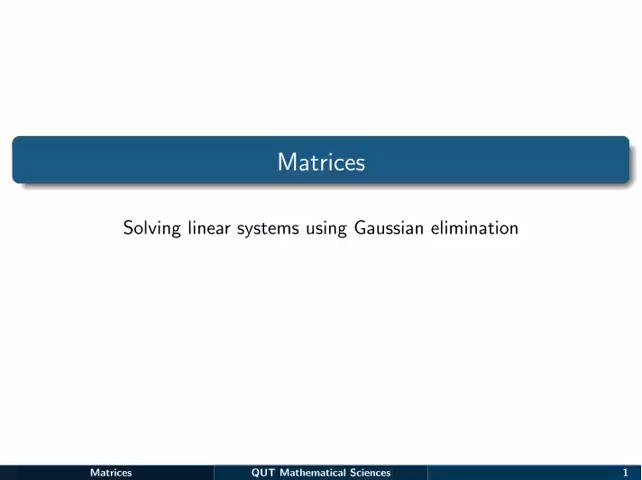 Matrices
Solving linear systems using Gaussian elimination
Matrices QUT Mathematical Sciences 1